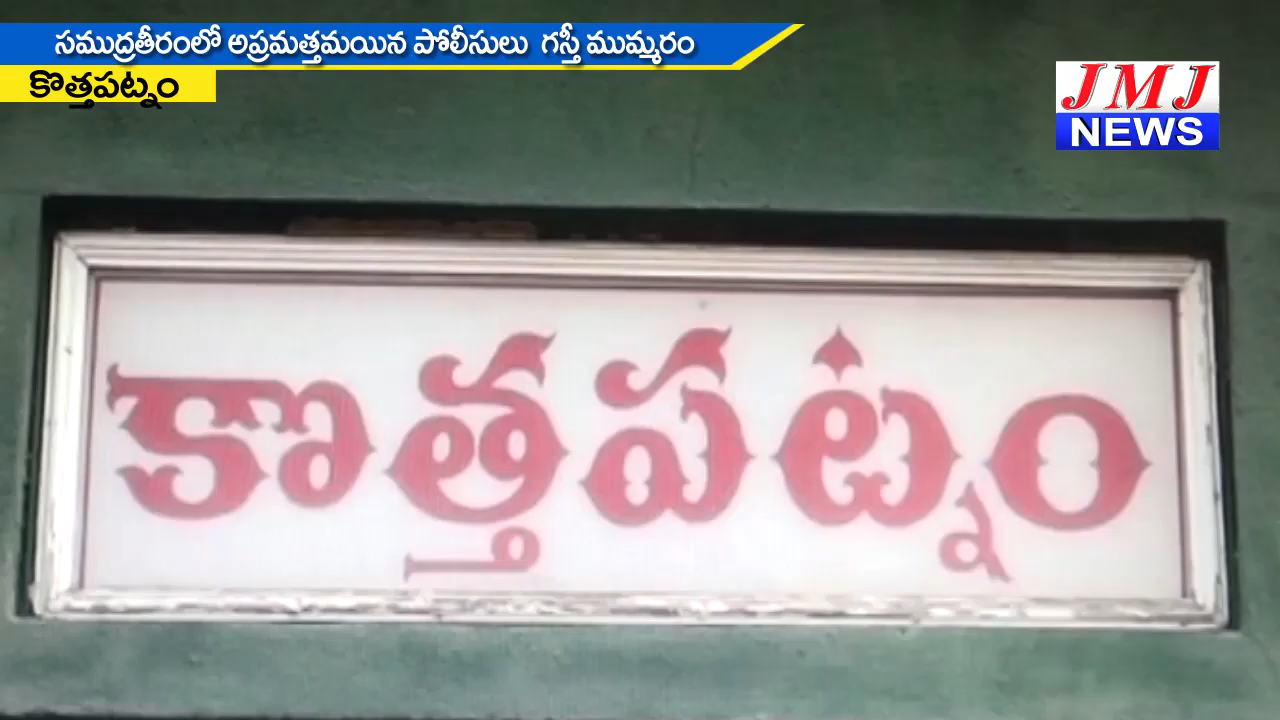 సముద్రతీరంలో అప్రమత్తమయిన పోలీసులు గస్తీ ముమ్మరం
కొత్తపట్నం
JMJ
NEWS
కొత్తపట్నం